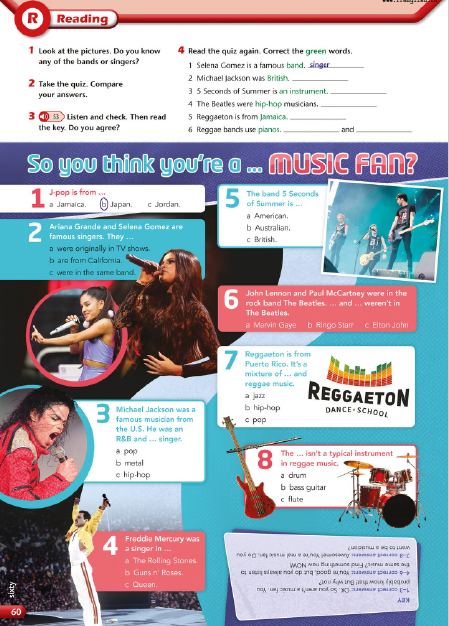 R Reading
1 Look at the pictures. Do you know
any of the bands or singers?
2 Take the quiz. Compare
your answers.
3 53 Listen and check. Then read
the key. Do you agree?
4 Read the quiz again. Correct the green words.
1 Selena Gomez is a famous band. singer
2 Michael Jackson was British.
3 5 Seconds of Summer is an instrument.
4 The Beatles were hip-hop musicians.
5 Reggaeton is from Jamaica.
6 Reggae bands use pianos. and
So you think you're a ... MUSIC FAN?
1 J-pop is from ...
a Jamaica. b Japan. c Jordan.
2 Ariana Grande and Selena Gomez are
famous singers. They ...
a were originally in TV shows.
b are from California.
c were in the same band.
3 Michael Jackson was a
famous musician from
the U.S. He was an
R&B and ... singer.
a pop
b metal
c hip-hop
4 Freddie Mercury was
a singer in ...
a The Rolling Stones.
b Guns n' Roses.
c Queen.
5 The band 5 Seconds
of Summer is ...
a American.
b Australian.
c British.
6 John Lennon and Paul McCartney were in the
rock band The Beatles. ... and ... weren't in
The Beatles.
a Marvin Gaye b Ringo Starr c Elton John
7 Reggaeton is from
Puerto Rico. It's a
mixture of ... and
reggae music.
a jazz
b hip-hop
c pop
REGGAETON
DANCE • SCHOOL
8 The ... isn't a typical instrument
in reggae music.
a drum
b bass guitar
c flute
KEY
1–3 correct answers: OK. So you aren't a music fan. You
probably know that! But why not?
4–6 correct answers: You're good, but do you always listen to
the same music? Find something new NOW!
7–8 correct answers: Awesome! You're a real music fan. Do you
want to be a musician?
sixty
60